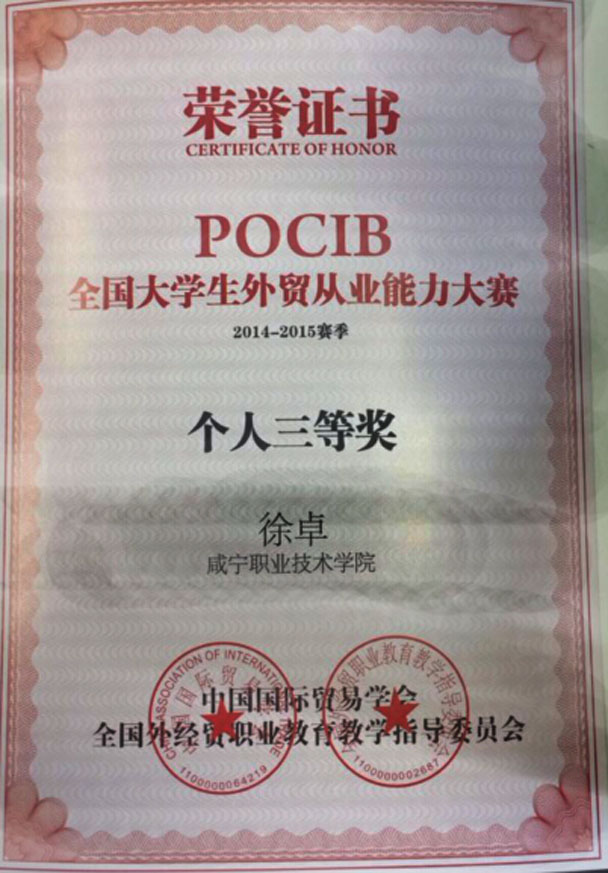 荣誉证书
CERTIFICATE OF HONOR
POCIB
全国大学生外贸从业能力大赛
2014-2015赛季
个人三等奖
徐卓
咸宁职业技术学院
中国国际贸易学会
全国外经贸职业教育教学指导委员会
1100000064219
1100000002687